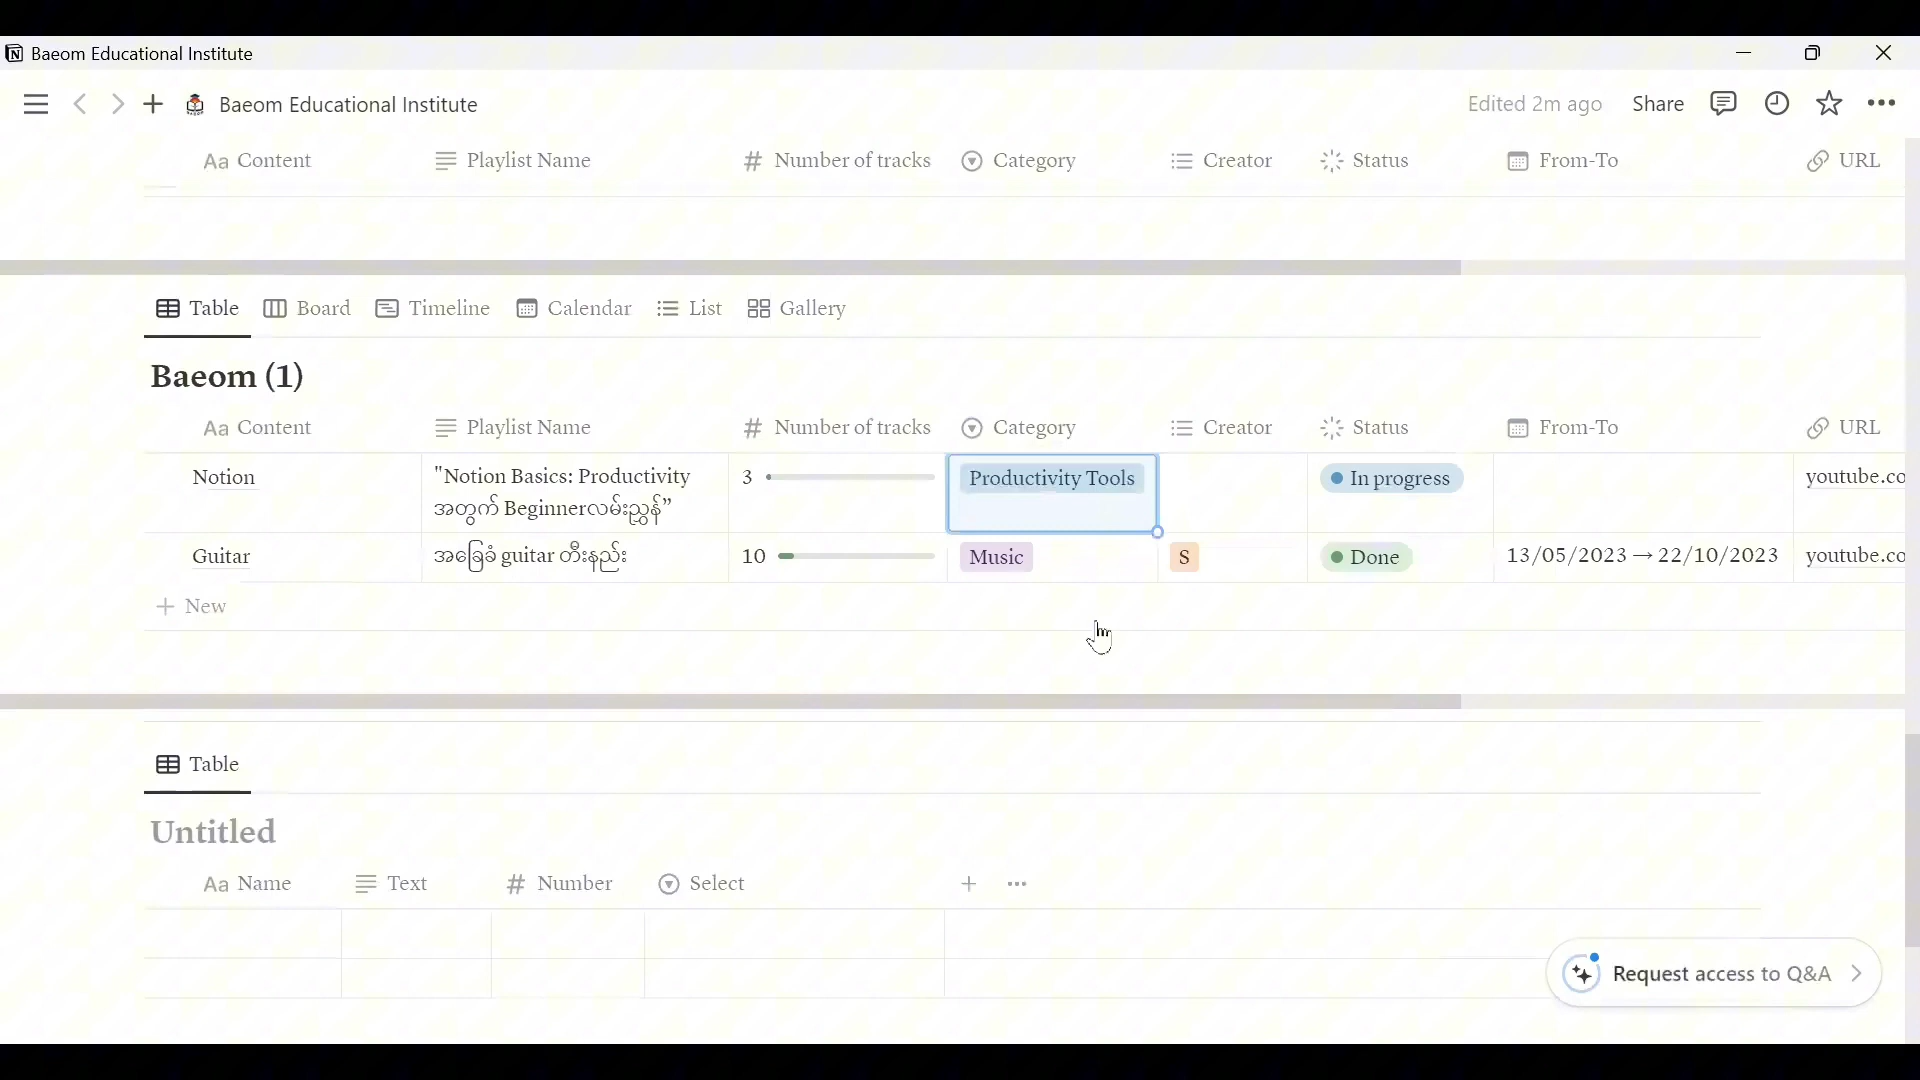 Baeom Educational Institute
Baeom Educational Institute
Edited 2m ago Share
Aa Content Playlist Name # Number of tracks Category Creator Status From-To URL
Table Board Timeline Calendar List Gallery
Baeom (1)
Aa Content Playlist Name # Number of tracks Category Creator Status From-To URL
Notion "Notion Basics: Productivity 3 Productivity Tools In progress youtube.co
အတွက် Beginnerလမ်းညွှန်”
Guitar အခြေခံ guitar တီးနည်း 10 Music S Done 13/05/2023 → 22/10/2023 youtube.co
+ New
Table
Untitled
Aa Name Text # Number Select + •••
Request access to Q&A